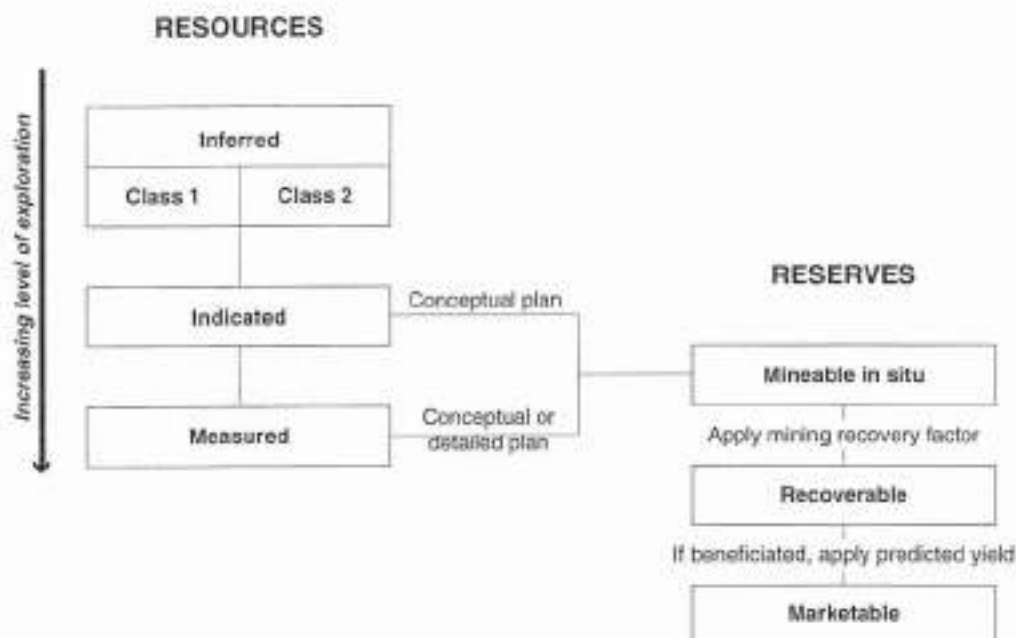 RESOURCES
Increasing level of exploration
Inferred
Class 1
Class 2
Indicated
Conceptual plan
Measured
Conceptual or
detailed plan
RESERVES
Mineable in situ
Apply mining recovery factor
Recoverable
If beneficiated, apply predicted yield
Marketable